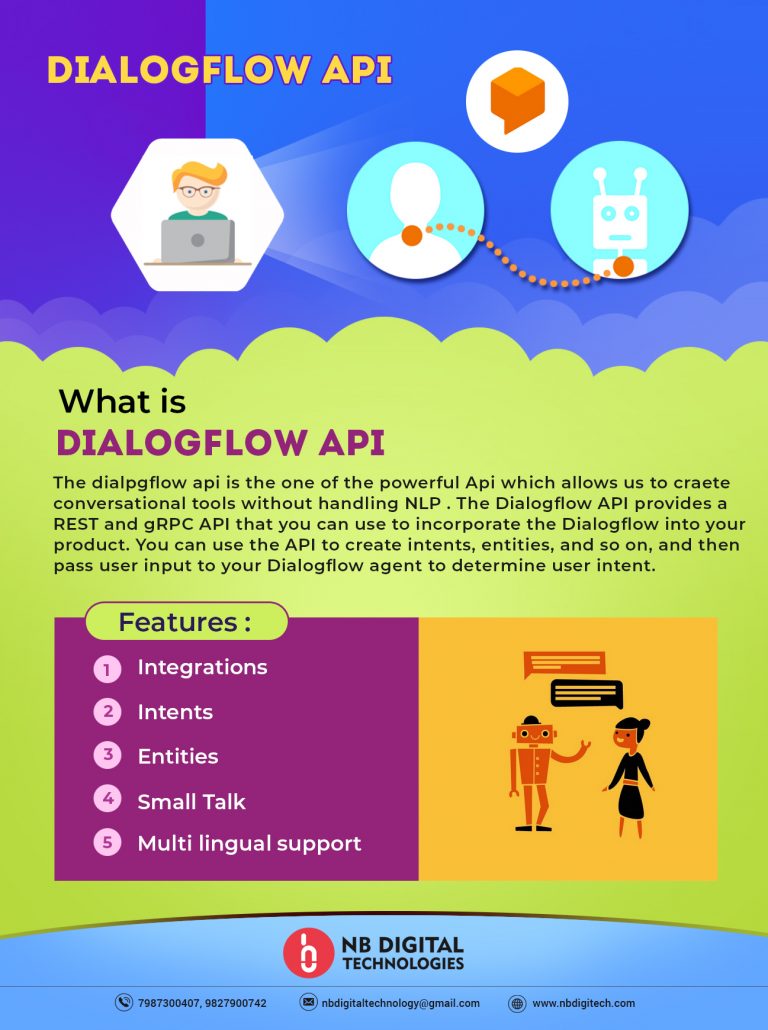 DIALOGFLOW API
What is
DIALOGFLOW API
The dialpgflow api is the one of the powerful Api which allows us to craete
conversational tools without handling NLP . The Dialogflow API provides a
REST and gRPC API that you can use to incorporate the Dialogflow into your
product. You can use the API to create intents, entities, and so on, and then
pass user input to your Dialogflow agent to determine user intent.
Features :
1 Integrations
2 Intents
3 Entities
4 Small Talk
5 Multi lingual support
NB DIGITAL
TECHNOLOGIES
7987300407, 9827900742 nbdigitaltechnology@gmail.com www.nbdigitech.com